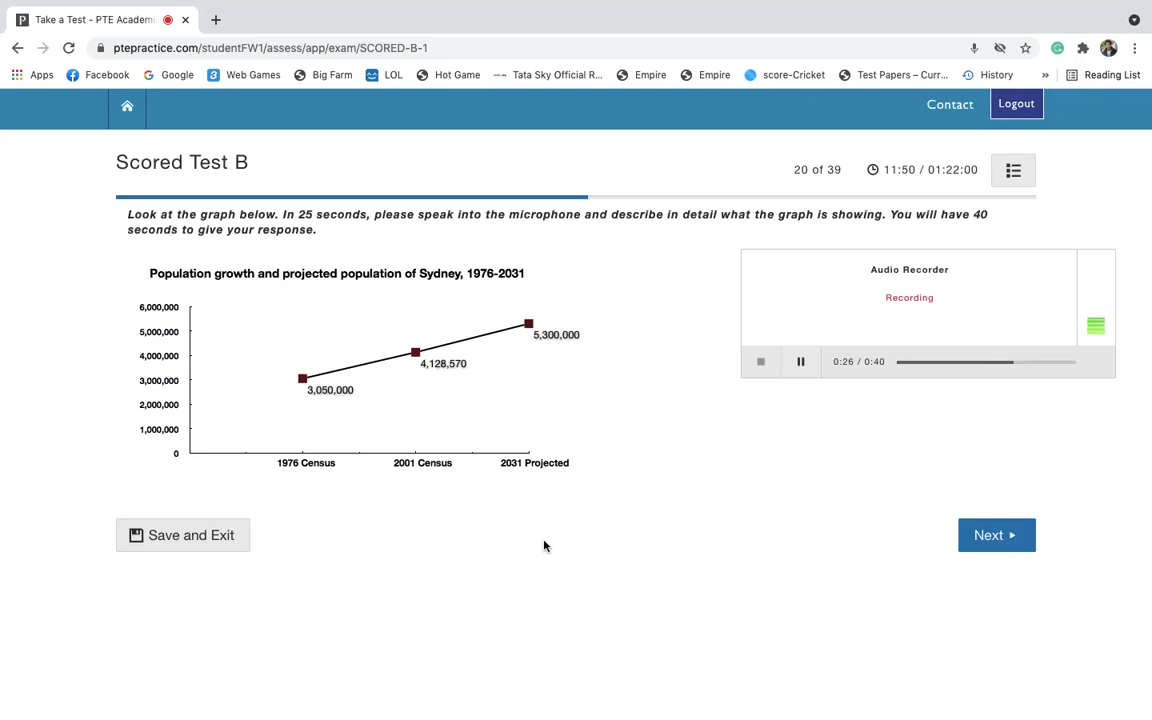 Take a Test - PTE Academi
ptepractice.com/studentFW1/assess/app/exam/SCORED-B-1
Apps Facebook Google Web Games Big Farm LOL Hot Game Tata Sky Official R... Empire Empire score-Cricket Test Papers – Curr... History » Reading List
Contact Logout
Scored Test B
20 of 39 11:50 / 01:22:00
Look at the graph below. In 25 seconds, please speak into the microphone and describe in detail what the graph is showing. You will have 40
seconds to give your response.
Population growth and projected population of Sydney, 1976-2031
6,000,000
5,000,000
4,000,000
3,000,000
2,000,000
1,000,000
0
3,050,000
4,128,570
5,300,000
1976 Census 2001 Census 2031 Projected
Audio Recorder
Recording
0:26 / 0:40
Save and Exit
Next